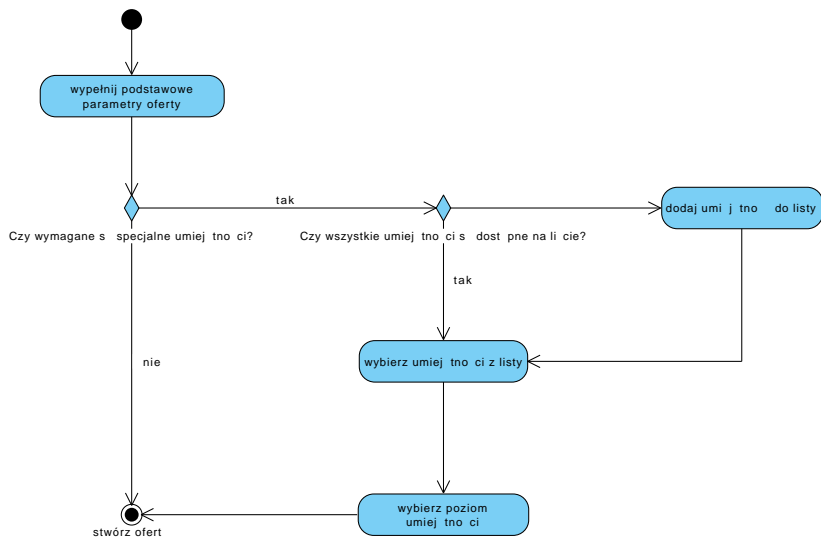 wypełnij podstawowe
parametry oferty
tak
dodaj umi j tno do listy
Czy wymagane s specjalne umiej tno ci?
Czy wszystkie umiej tno ci s dost pne na li cie?
tak
wybierz umiej tno ci z listy
nie
wybierz poziom
umiej tno ci
stwórz ofert